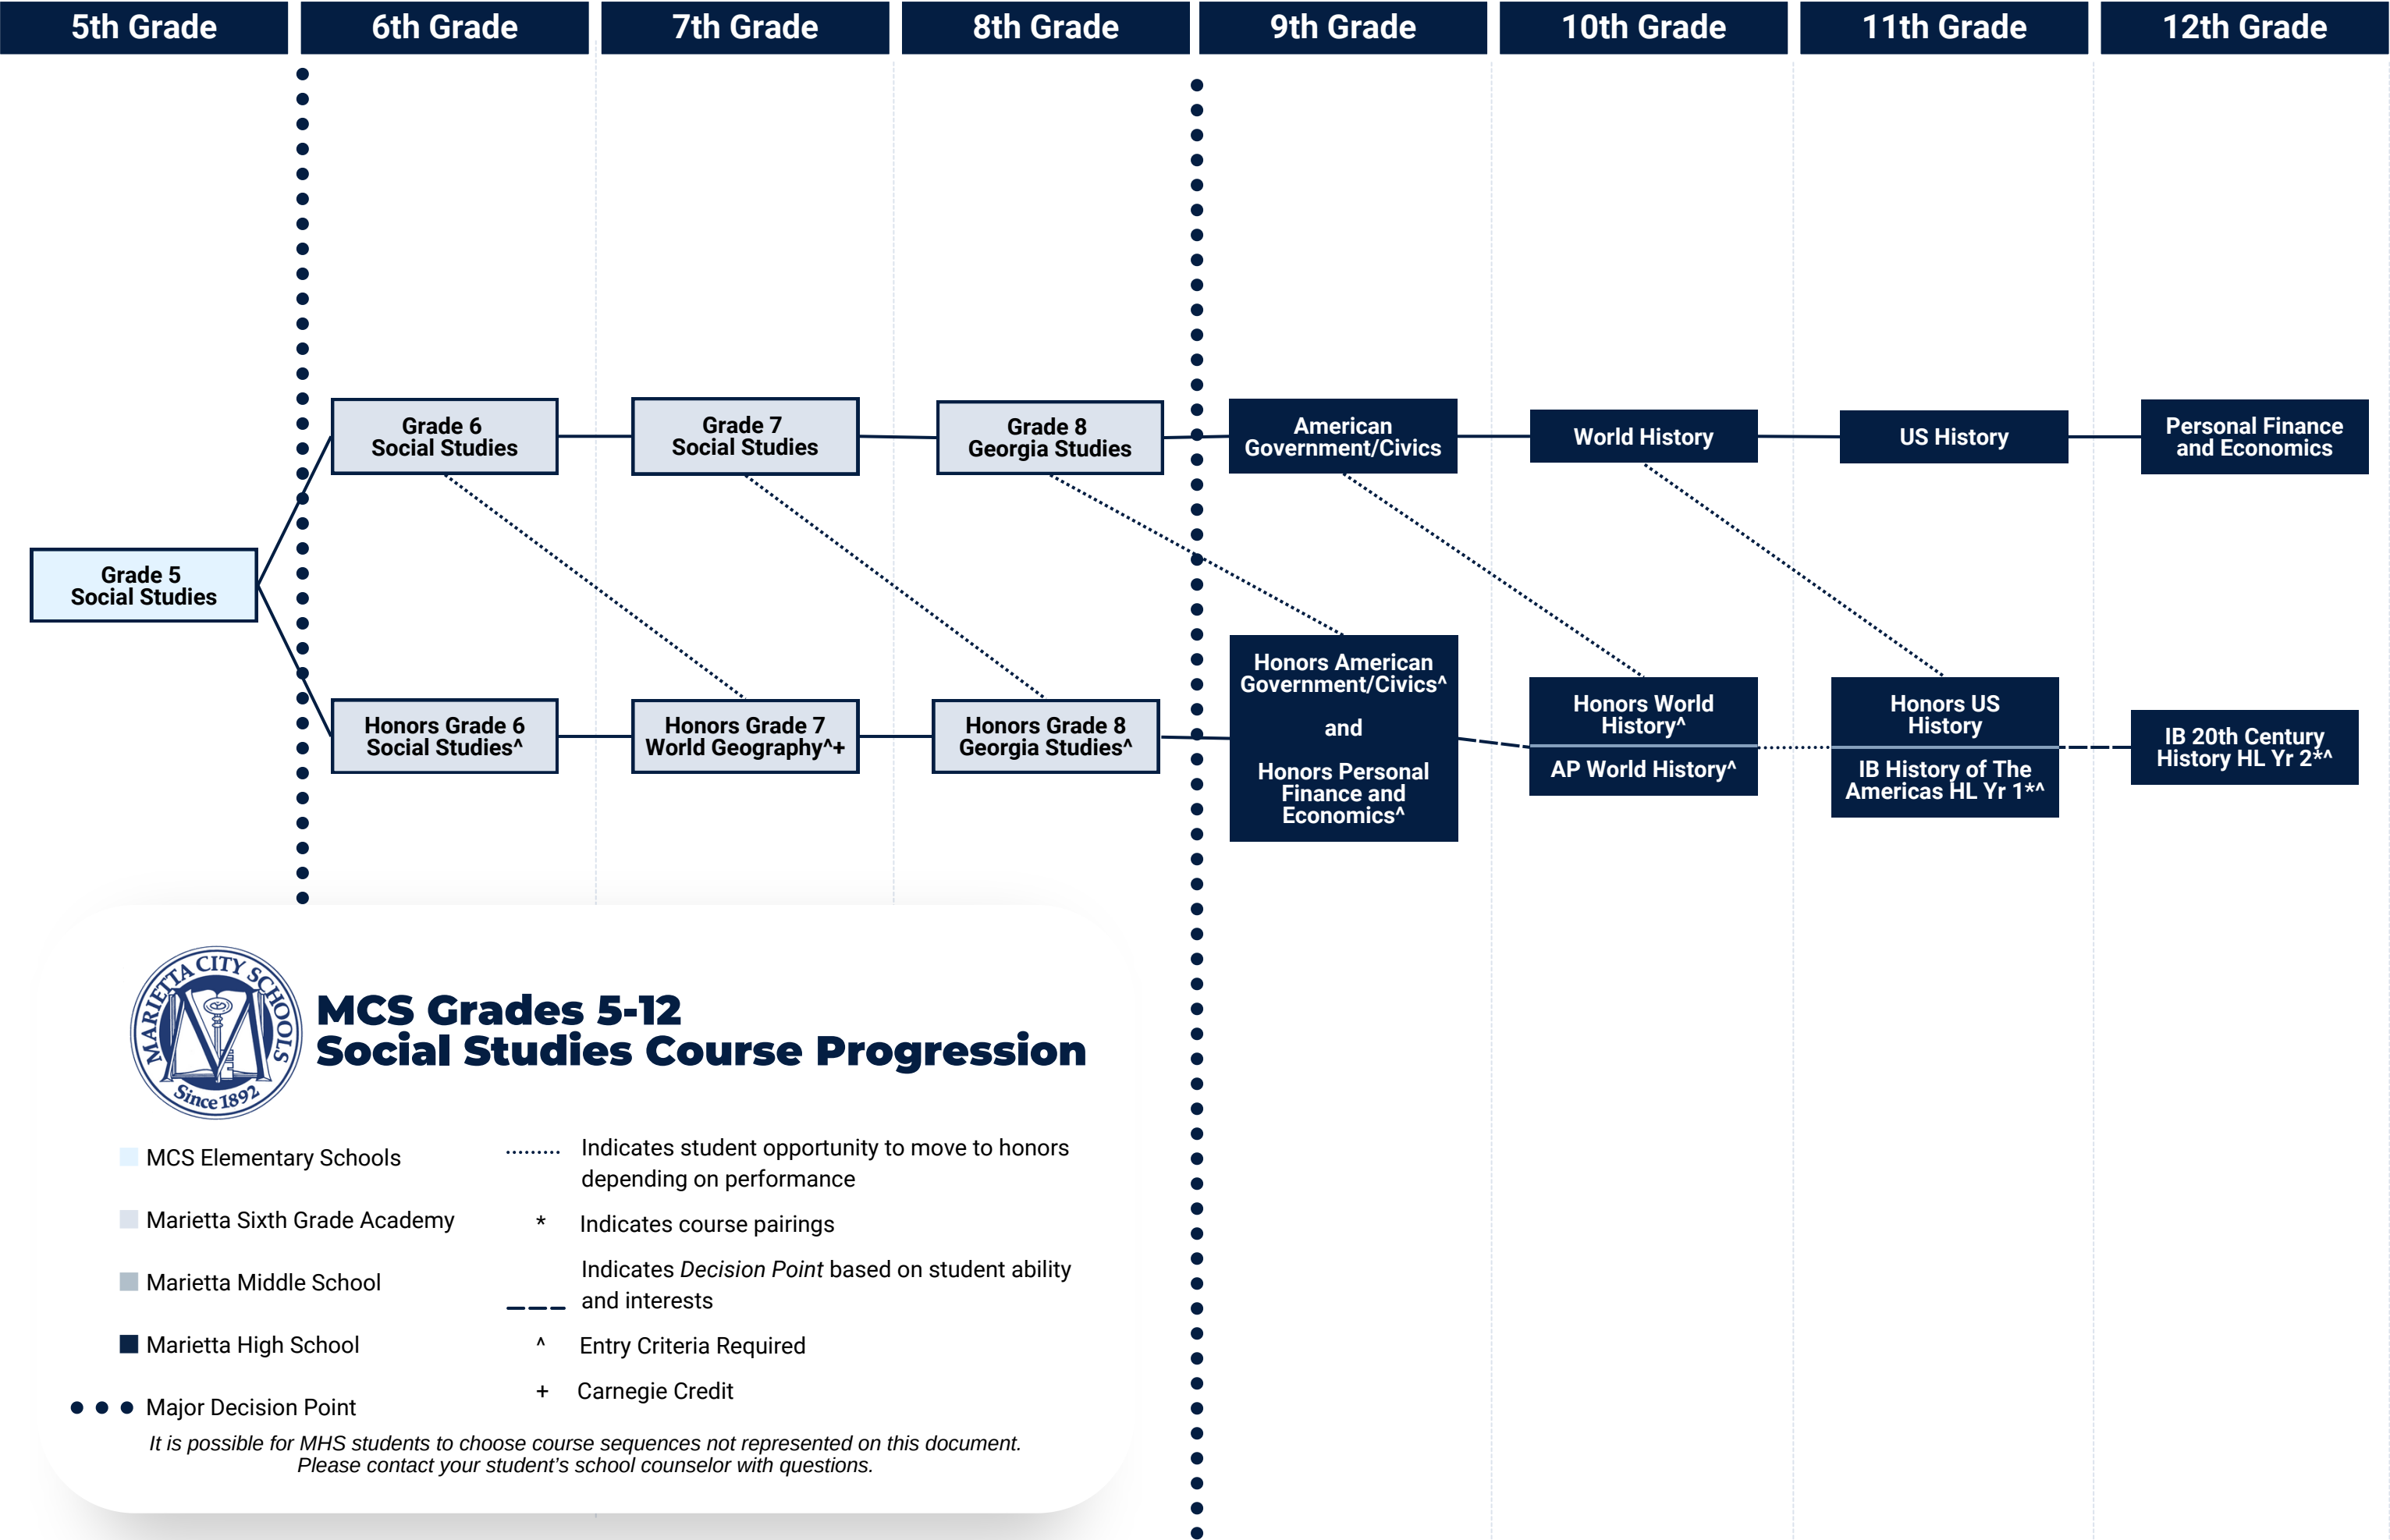 5th Grade
6th Grade
7th Grade
8th Grade
9th Grade
10th Grade
11th Grade
12th Grade
Grade 5
Social Studies
Grade 6
Social Studies
Grade 7
Social Studies
Grade 8
Georgia Studies
American
Government/Civics
World History
US History
Personal Finance
and Economics
Honors Grade 6
Social Studies^
Honors Grade 7
World Geography^+
Honors Grade 8
Georgia Studies^
Honors American
Government/Civics^
and
Honors Personal
Finance and
Economics^
Honors World
History^
AP World History^
Honors US
History
IB History of The
Americas HL Yr 1*^
IB 20th Century
History HL Yr 2*^
MARIETTA CITY SCHOOLS
Since 1892
MCS Grades 5-12
Social Studies Course Progression
MCS Elementary Schools
Marietta Sixth Grade Academy
Marietta Middle School
Marietta High School
Major Decision Point
Indicates student opportunity to move to honors
depending on performance
* Indicates course pairings
Indicates Decision Point based on student ability
and interests
^ Entry Criteria Required
+ Carnegie Credit
It is possible for MHS students to choose course sequences not represented on this document.
Please contact your student's school counselor with questions.